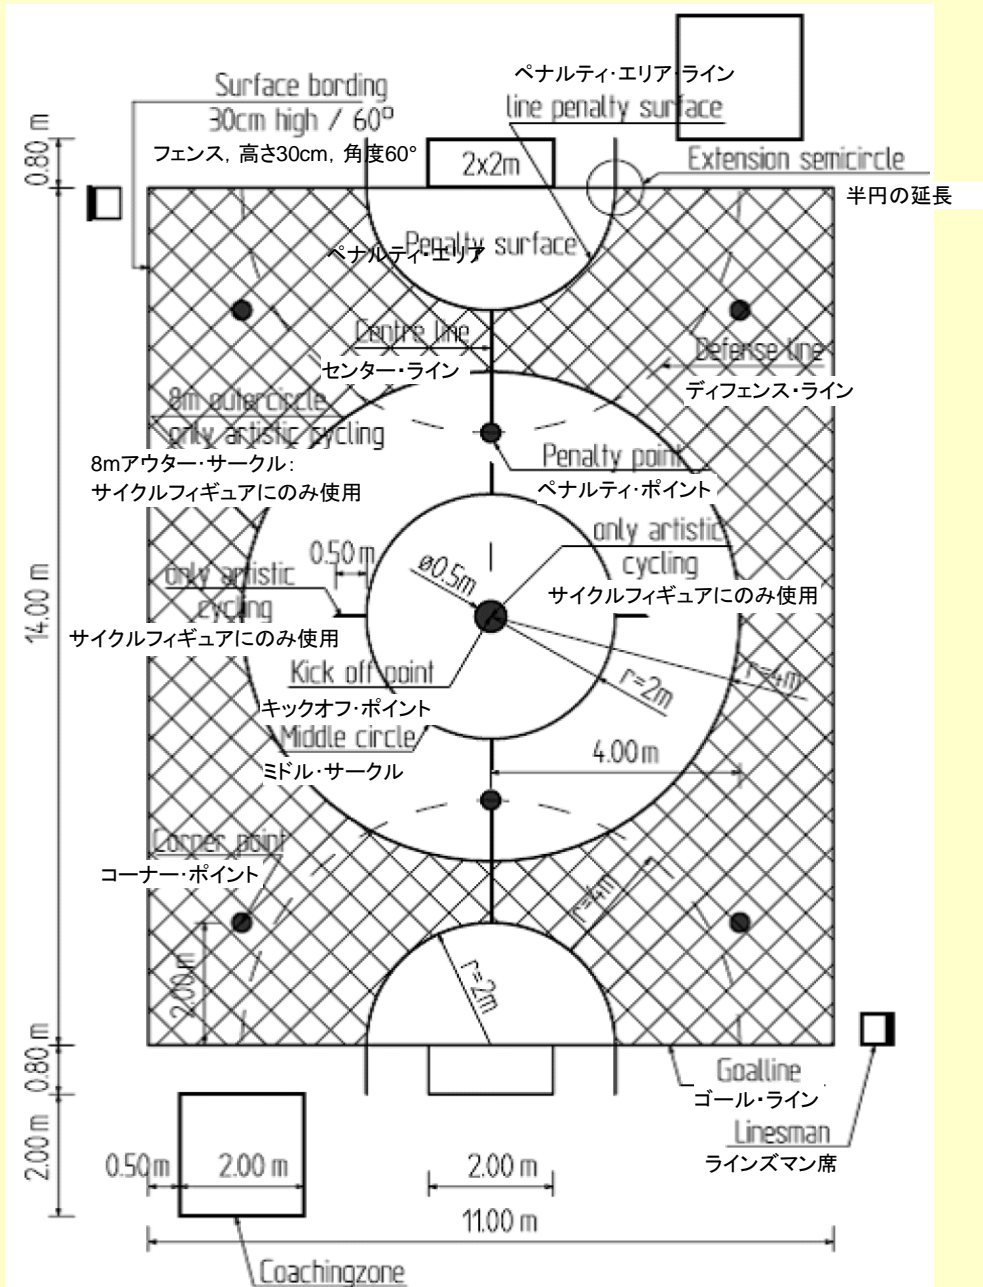 ペナルティ・エリア・ライン
Surface bording
30cm high / 60°
line penalty surface
フェンス, 高さ30cm, 角度60°
0.80 m
2x2m
Extension semicircle
半円の延長
Penalty surface
ペナルティ・エリア
Centre line
センター・ライン
Defense line
ディフェンス・ライン
8m outercircle
only artistic cycling
8mアウター・サークル:
サイクルフィギュアにのみ使用
Penalty point
ペナルティ・ポイント
only artistic
cycling
サイクルフィギュアにのみ使用
0.50 m
ø0.5m
only artistic
cycling
サイクルフィギュアにのみ使用
14.00 m
Kick off point
キックオフ・ポイント
r=2m
r=4m
Middle circle
ミドル・サークル
4.00 m
Corner point
コーナー・ポイント
r=4m
2.00 m
r=2m
0.80 m
Goalline
ゴール・ライン
Linesman
ラインズマン席
2.00 m
0.50 m
2.00 m
2.00 m
11.00 m
Coachingzone